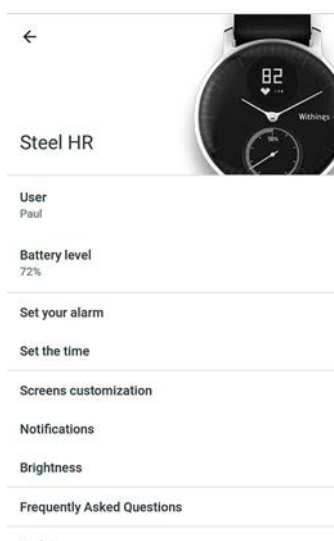 82
Withings
Steel HR
User
Paul
Battery level
72%
Set your alarm
Set the time
Screens customization
Notifications
Brightness
Frequently Asked Questions